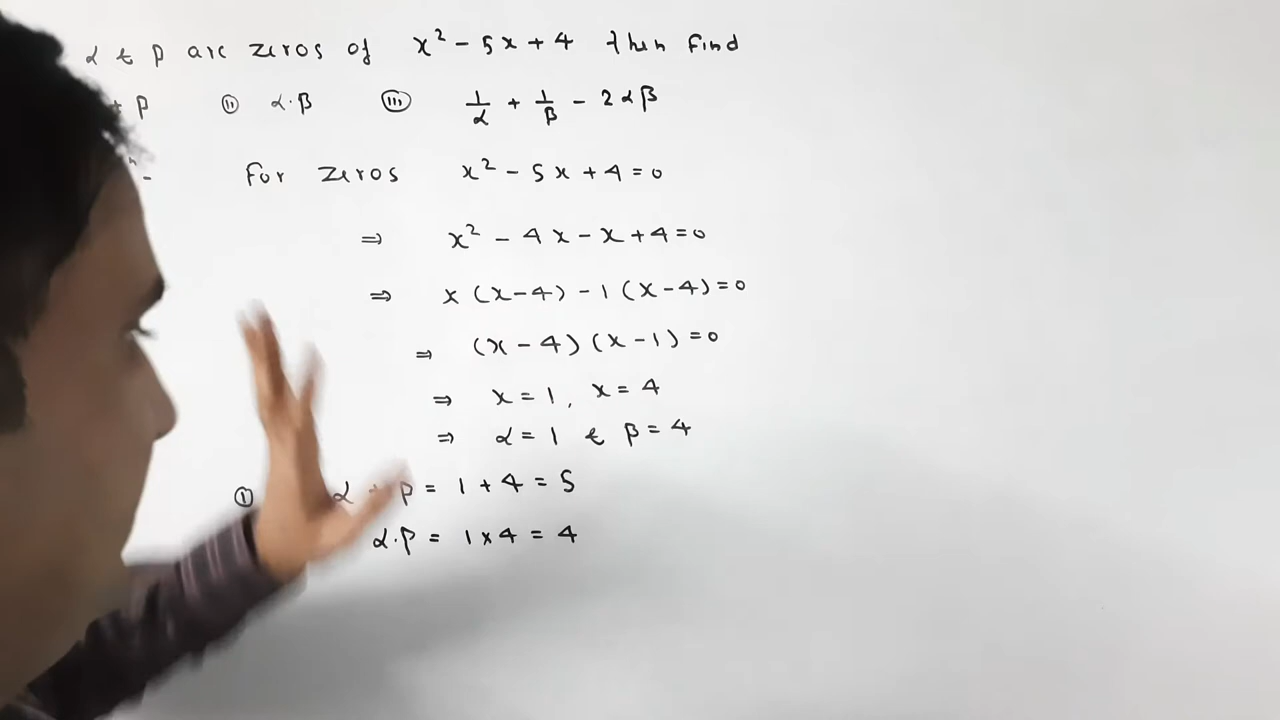 α & β are zeros of x² - 5x + 4 then find
+ β (ii) α·β (iii) 1/α + 1/β - 2αβ
For zeros x² - 5x + 4 = 0
⇒ x² - 4x - x + 4 = 0
⇒ x(x-4) - 1(x-4) = 0
⇒ (x-4)(x-1) = 0
⇒ x = 1, x = 4
⇒ α = 1 & β = 4
(i) α + β = 1 + 4 = 5
α·β = 1 × 4 = 4